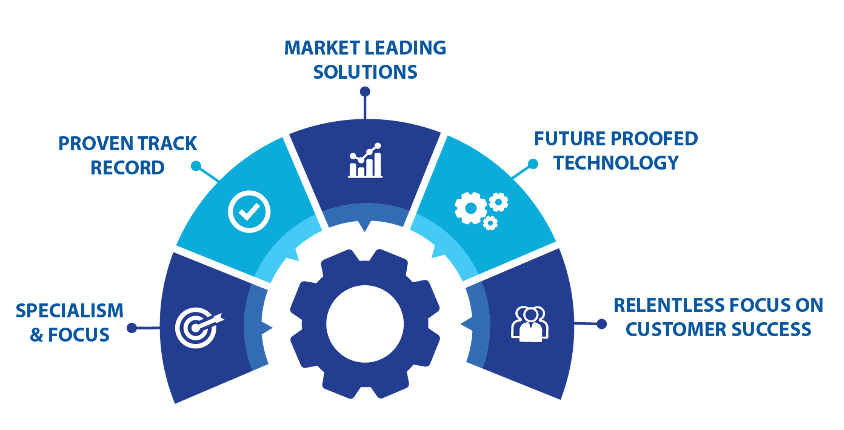 MARKET LEADING
SOLUTIONS
PROVEN TRACK
RECORD
FUTURE PROOFED
TECHNOLOGY
SPECIALISM
& FOCUS
RELENTLESS FOCUS ON
CUSTOMER SUCCESS